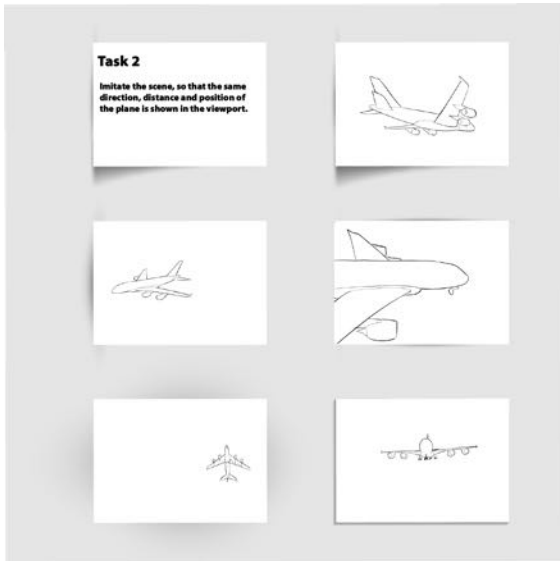 Task 2
Imitate the scene, so that the same
direction, distance and position of
the plane is shown in the viewport.